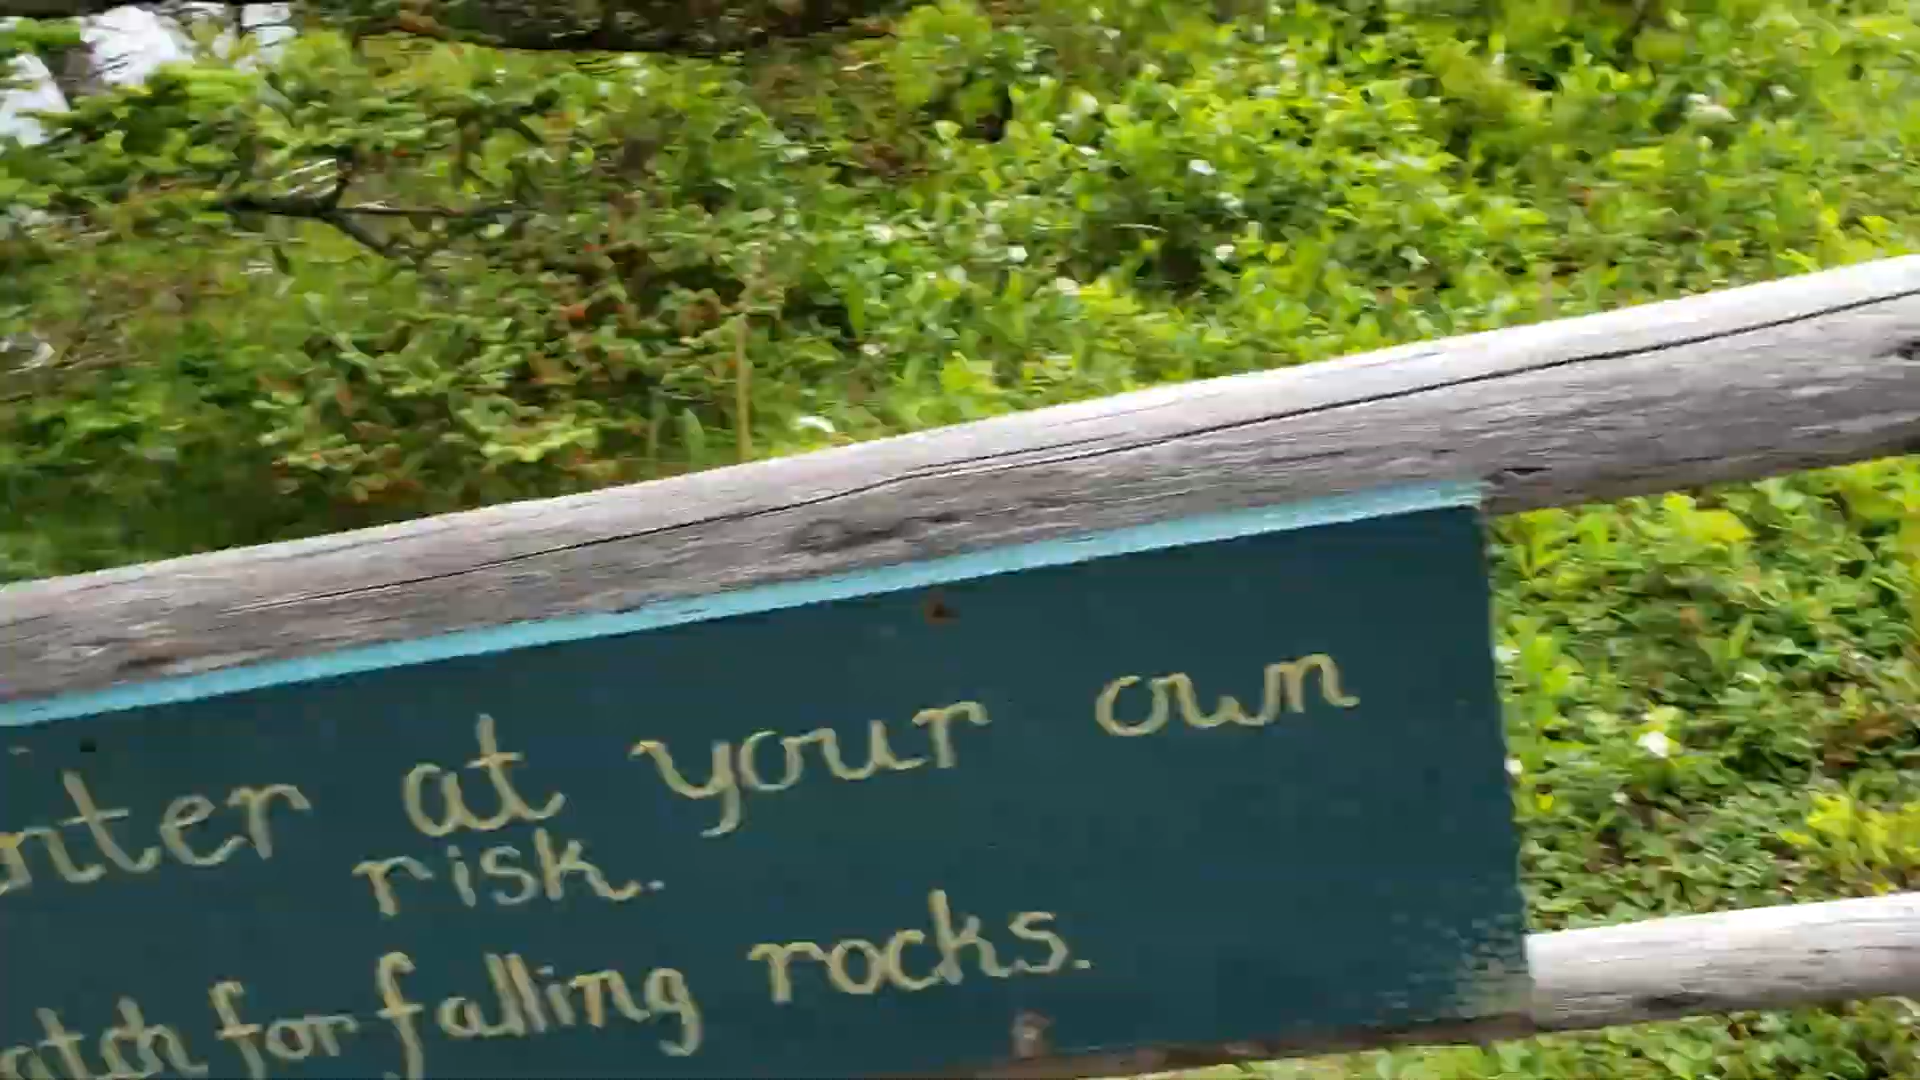 nter at your own
risk.
atch for falling rocks.